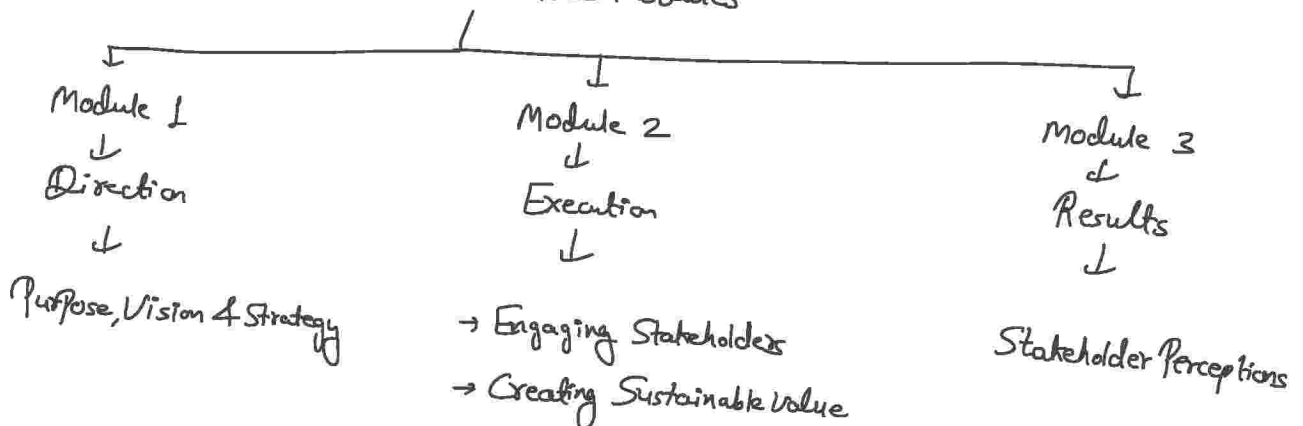 Module 1
Module 2
Module 3
Direction
Execution
Results
Purpose, Vision & Strategy
→ Engaging Stakeholders
→ Creating Sustainable value
Stakeholder Perceptions